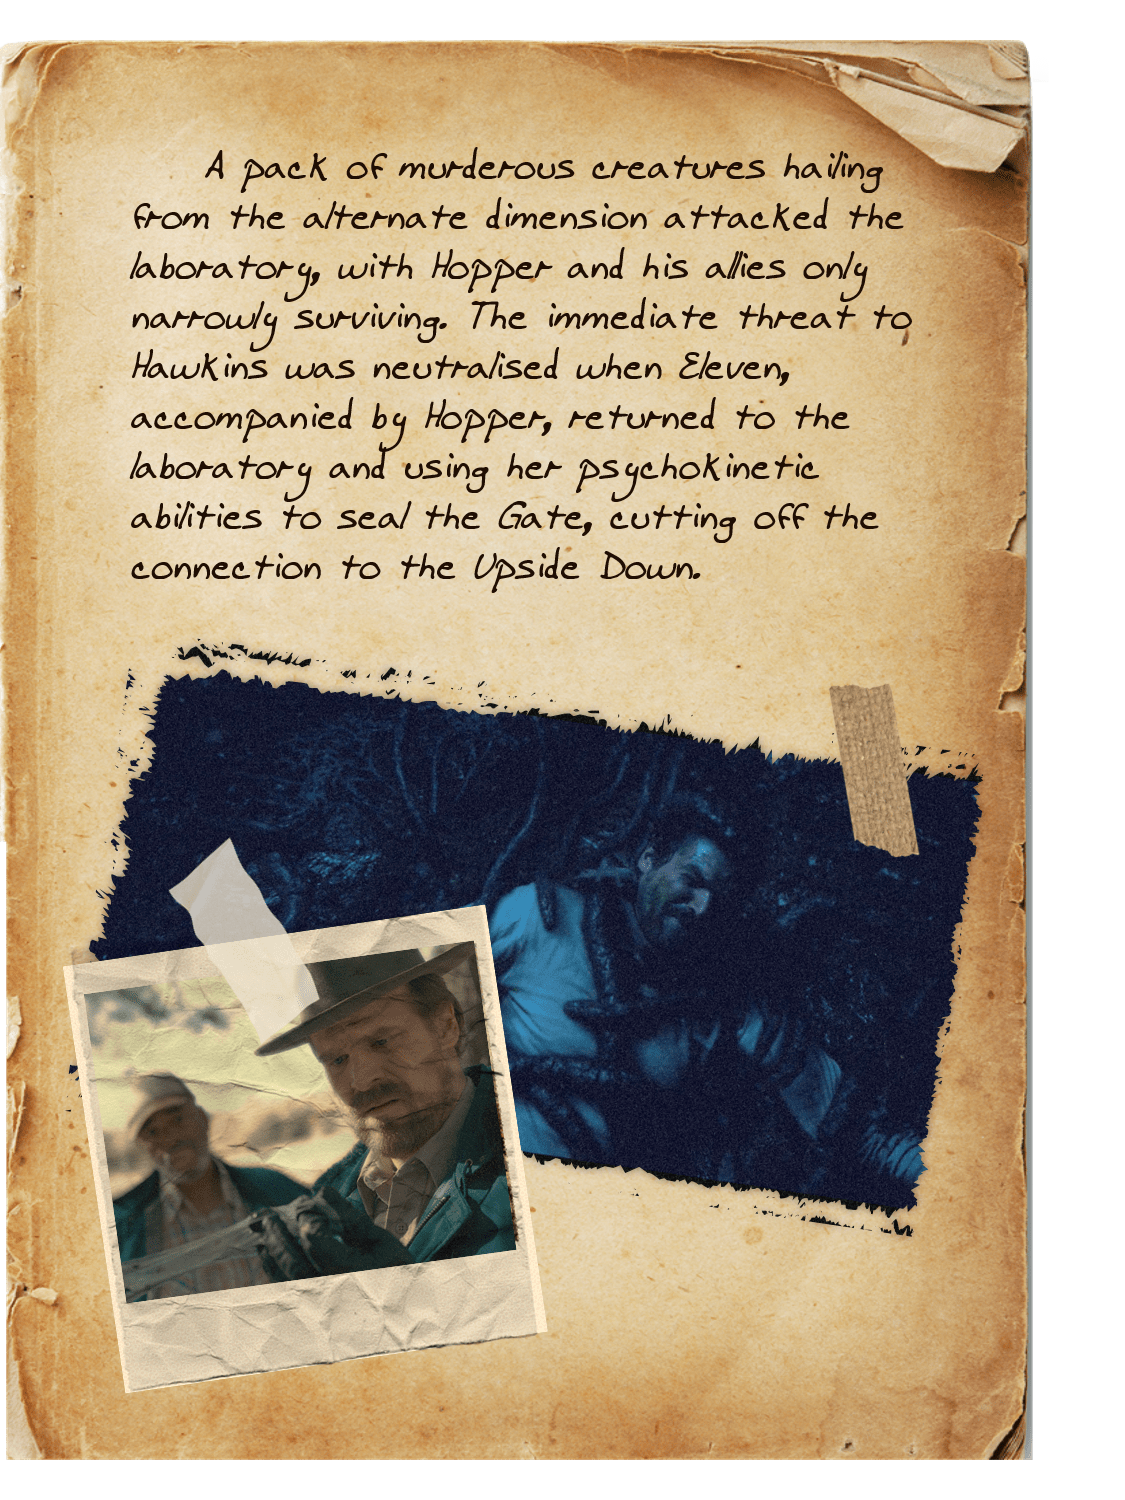 A pack of murderous creatures hailing
from the alternate dimension attacked the
laboratory, with Hopper and his allies only
narrowly surviving. The immediate threat to
Hawkins was neutralised when Eleven,
accompanied by Hopper, returned to the
laboratory and using her psychokinetic
abilities to seal the Gate, cutting off the
connection to the Upside Down.